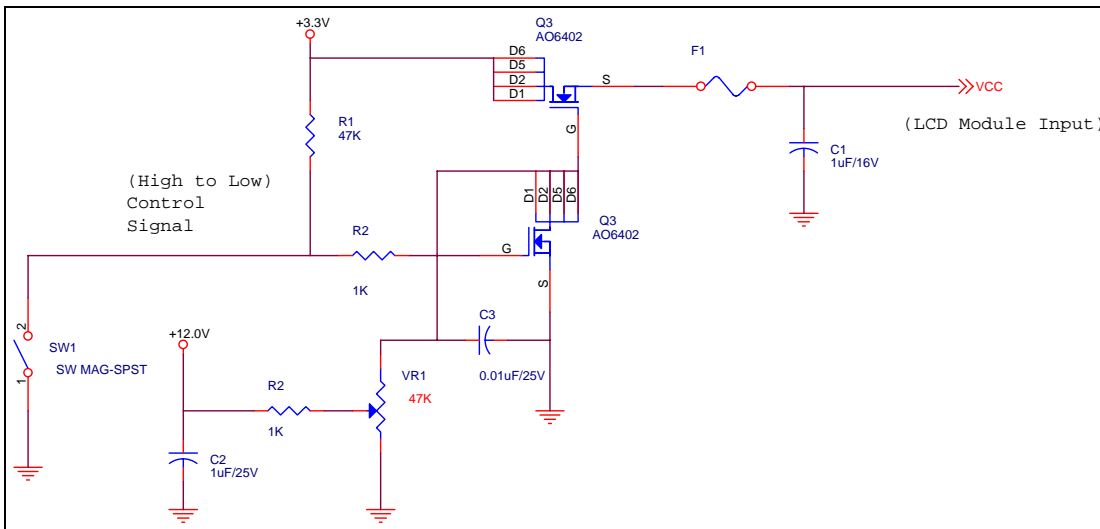 +3.3V
Q3
AO6402
D6
D5
D2
D1
S
G
F1
VCC
(LCD Module Input)
R1
47K
C1
1uF/16V
(High to Low)
Control
Signal
D1
D2
D5
D6
Q3
AO6402
R2
1K
G
S
2
1
SW1
SW MAG-SPST
+12.0V
C3
0.01uF/25V
R2
1K
VR1
47K
C2
1uF/25V